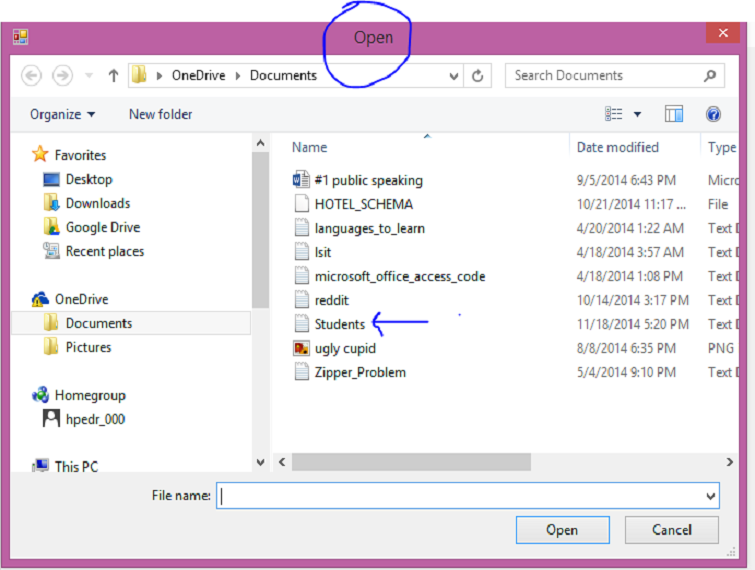 Open
OneDrive Documents
Search Documents
Organize New folder
Favorites
Desktop
Downloads
Google Drive
Recent places
OneDrive
Documents
Pictures
Homegroup
hpedr_000
This PC
Name Date modified Type
#1 public speaking 9/5/2014 6:43 PM Micro
HOTEL_SCHEMA 10/21/2014 11:17 ... File
languages_to_learn 4/20/2014 1:22 AM Text D
lsit 4/18/2014 3:57 AM Text D
microsoft_office_access_code 4/18/2014 1:08 PM Text D
reddit 10/14/2014 3:17 PM Text D
Students 11/18/2014 5:20 PM Text D
ugly cupid 8/8/2014 6:35 PM PNG
Zipper_Problem 5/4/2014 9:10 PM Text D
File name:
Open Cancel